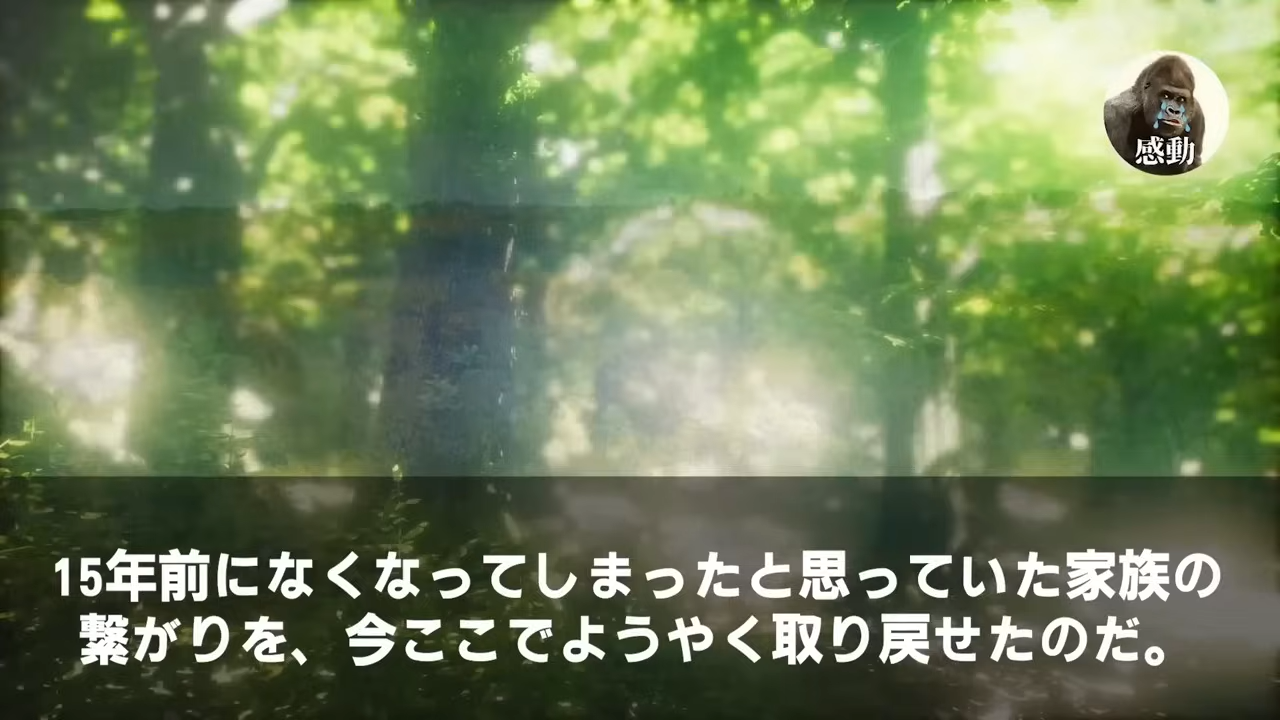 感動
15年前になくなってしまったと思っていた家族の
繋がりを、今ここでようやく取り戻せたのだ。